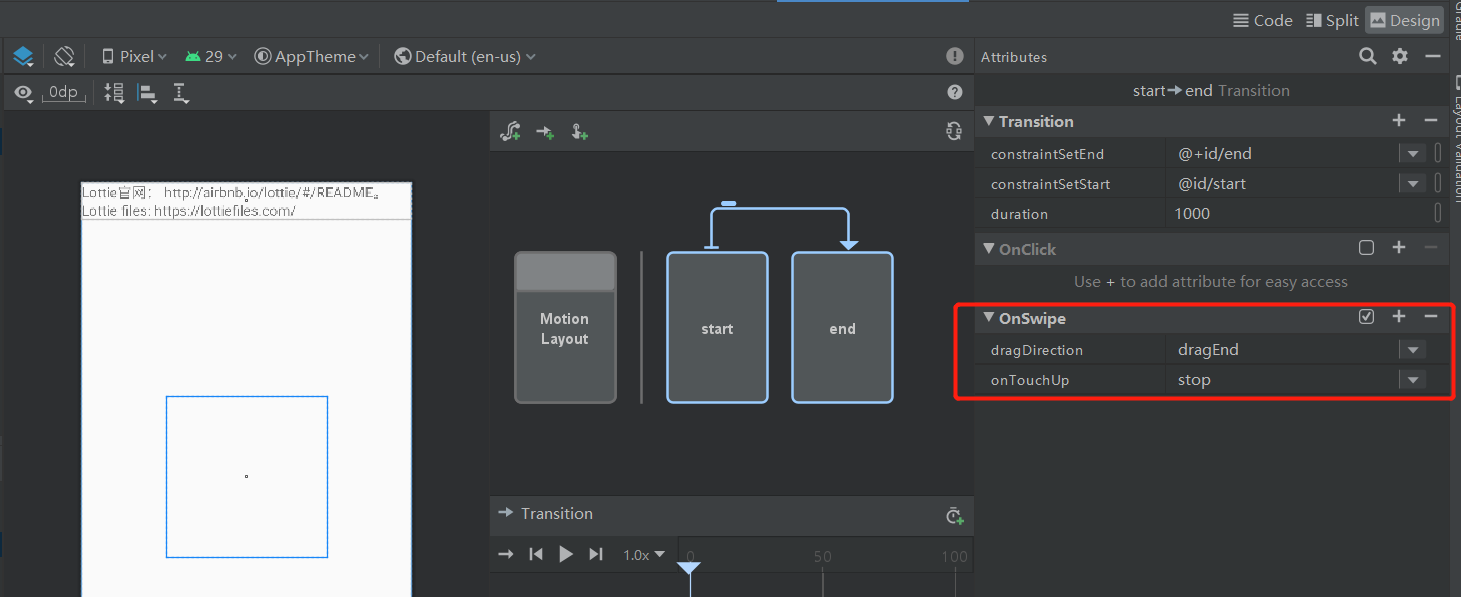 Code Split Design
Pixel 29 AppTheme Default (en-us)
Attributes
0dp
start end Transition
Transition
constraintSetEnd @+id/end
constraintSetStart @id/start
duration 1000
OnClick
Use + to add attribute for easy access
OnSwipe
dragDirection dragEnd
onTouchUp stop
Lottie官网： http://airbnb.io/lottie/#/README。
Lottie files: https://lottiefiles.com/
Motion
Layout
start
end
Transition
1.0x 0 50 100
Layout Validation